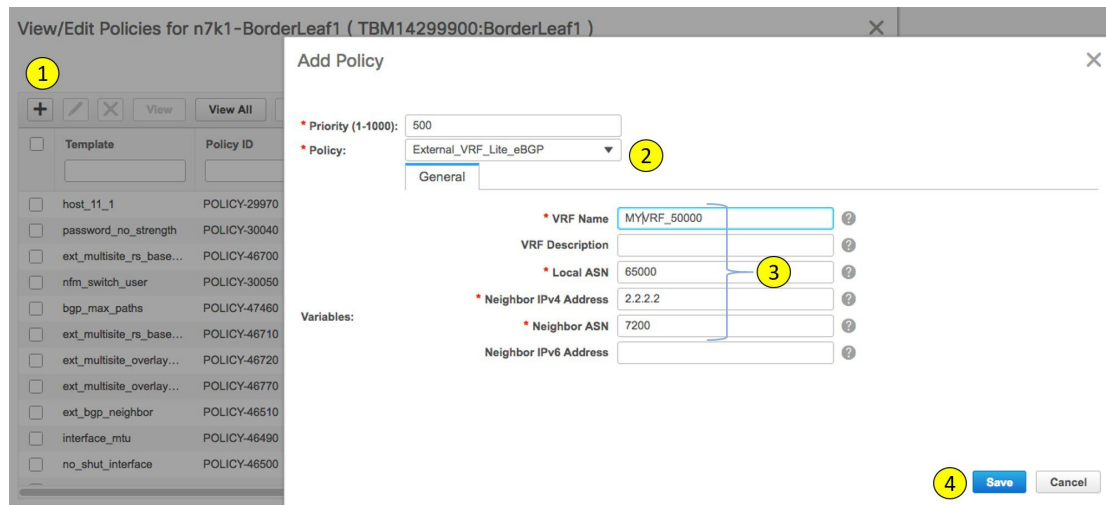 View/Edit Policies for n7k1-BorderLeaf1 ( TBM14299900:BorderLeaf1 )
Add Policy
1
View
View All
* Priority (1-1000): 500
Template
Policy ID
* Policy: External_VRF_Lite_eBGP
2
General
host_11_1 POLICY-29970
password_no_strength POLICY-30040
ext_multisite_rs_base... POLICY-46700
nfm_switch_user POLICY-30050
bgp_max_paths POLICY-47460
ext_multisite_rs_base... POLICY-46710
ext_multisite_overlay... POLICY-46720
ext_multisite_overlay... POLICY-46770
ext_bgp_neighbor POLICY-46510
interface_mtu POLICY-46490
no_shut_interface POLICY-46500
Variables:
* VRF Name MYVRF_50000 ?
VRF Description ?
* Local ASN 65000 ?
3
* Neighbor IPv4 Address 2.2.2.2 ?
* Neighbor ASN 7200 ?
Neighbor IPv6 Address ?
4
Save
Cancel